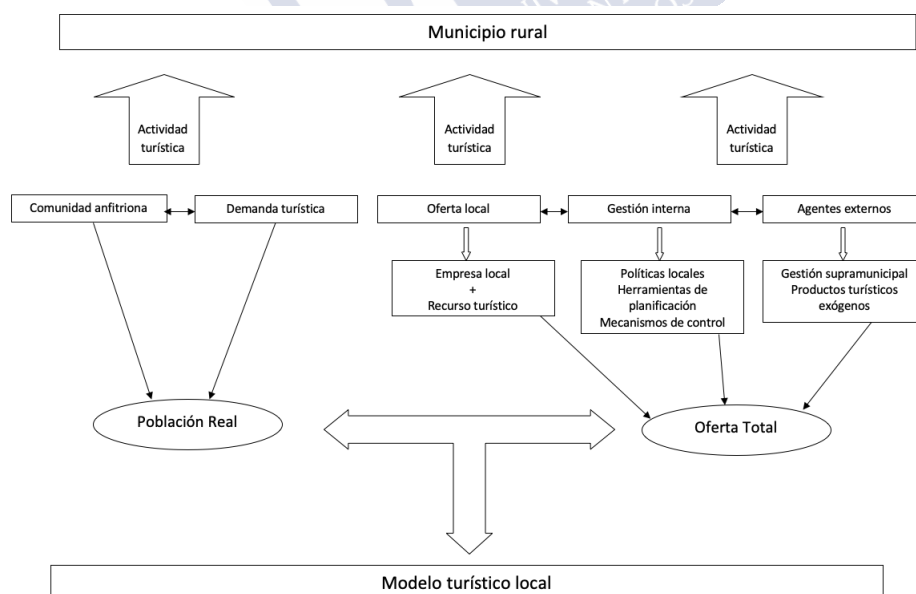 Municipio rural
Actividad
turística
Actividad
turística
Actividad
turística
Comunidad anfitriona
Demanda turística
Oferta local
Gestión interna
Agentes externos
Empresa local
+
Recurso turístico
Políticas locales
Herramientas de
planificación
Mecanismos de control
Gestión supramunicipal
Productos turísticos
exógenos
Población Real
Oferta Total
Modelo turístico local